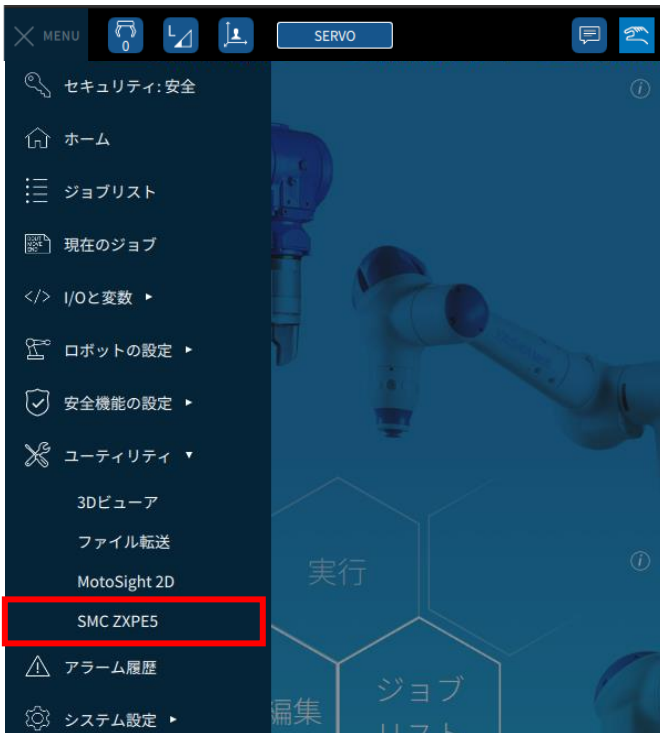 MENU
0
L
SERVO
セキュリティ: 安全
ホーム
ジョブリスト
現在のジョブ
</> I/Oと変数 ▸
ロボットの設定 ▸
安全機能の設定 ▸
ユーティリティ ▾
3Dビューア
ファイル転送
MotoSight 2D
SMC ZXPE5
アラーム履歴
システム設定 ▸
実行
編集
ジョブ
リスト